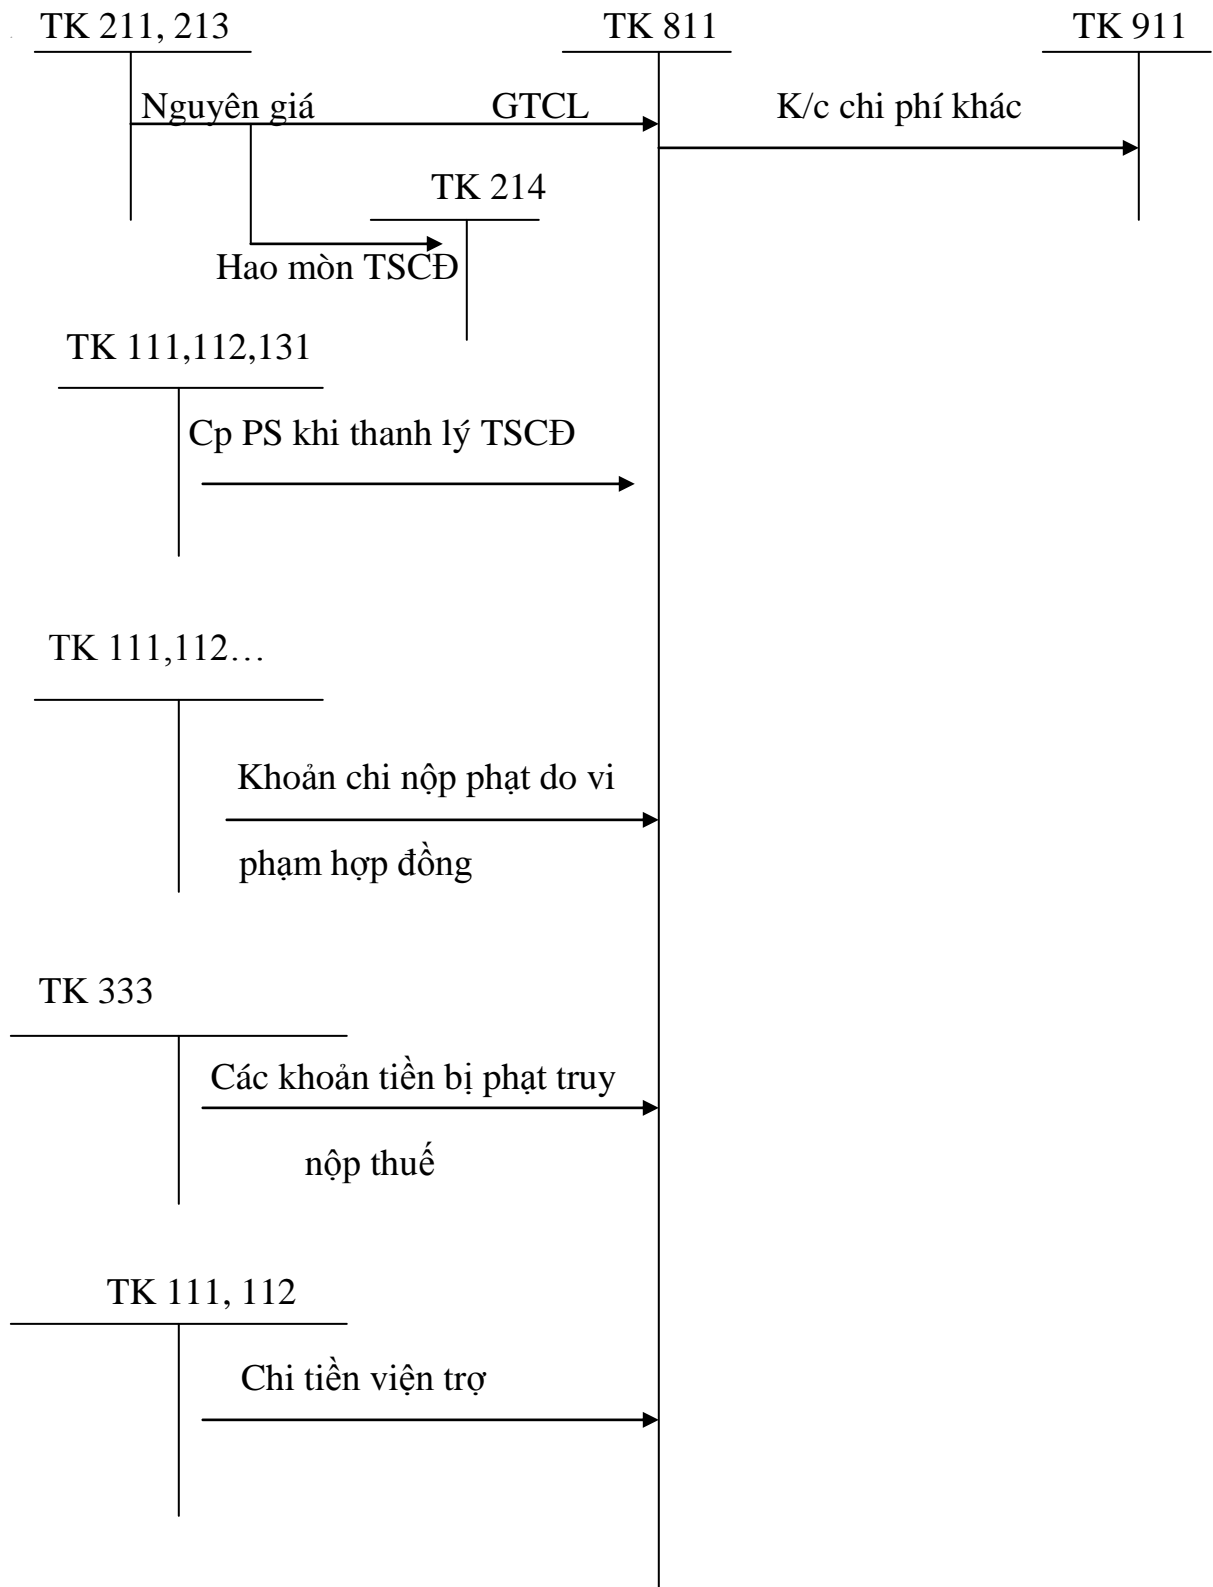 TK 211, 213 TK 811 TK 911
Nguyên giá GTCL K/c chi phí khác
TK 214
Hao mòn TSCĐ
TK 111,112,131
Cp PS khi thanh lý TSCĐ
TK 111,112…
Khoản chi nộp phạt do vi
phạm hợp đồng
TK 333
Các khoản tiền bị phạt truy
nộp thuế
TK 111, 112
Chi tiền viện trợ